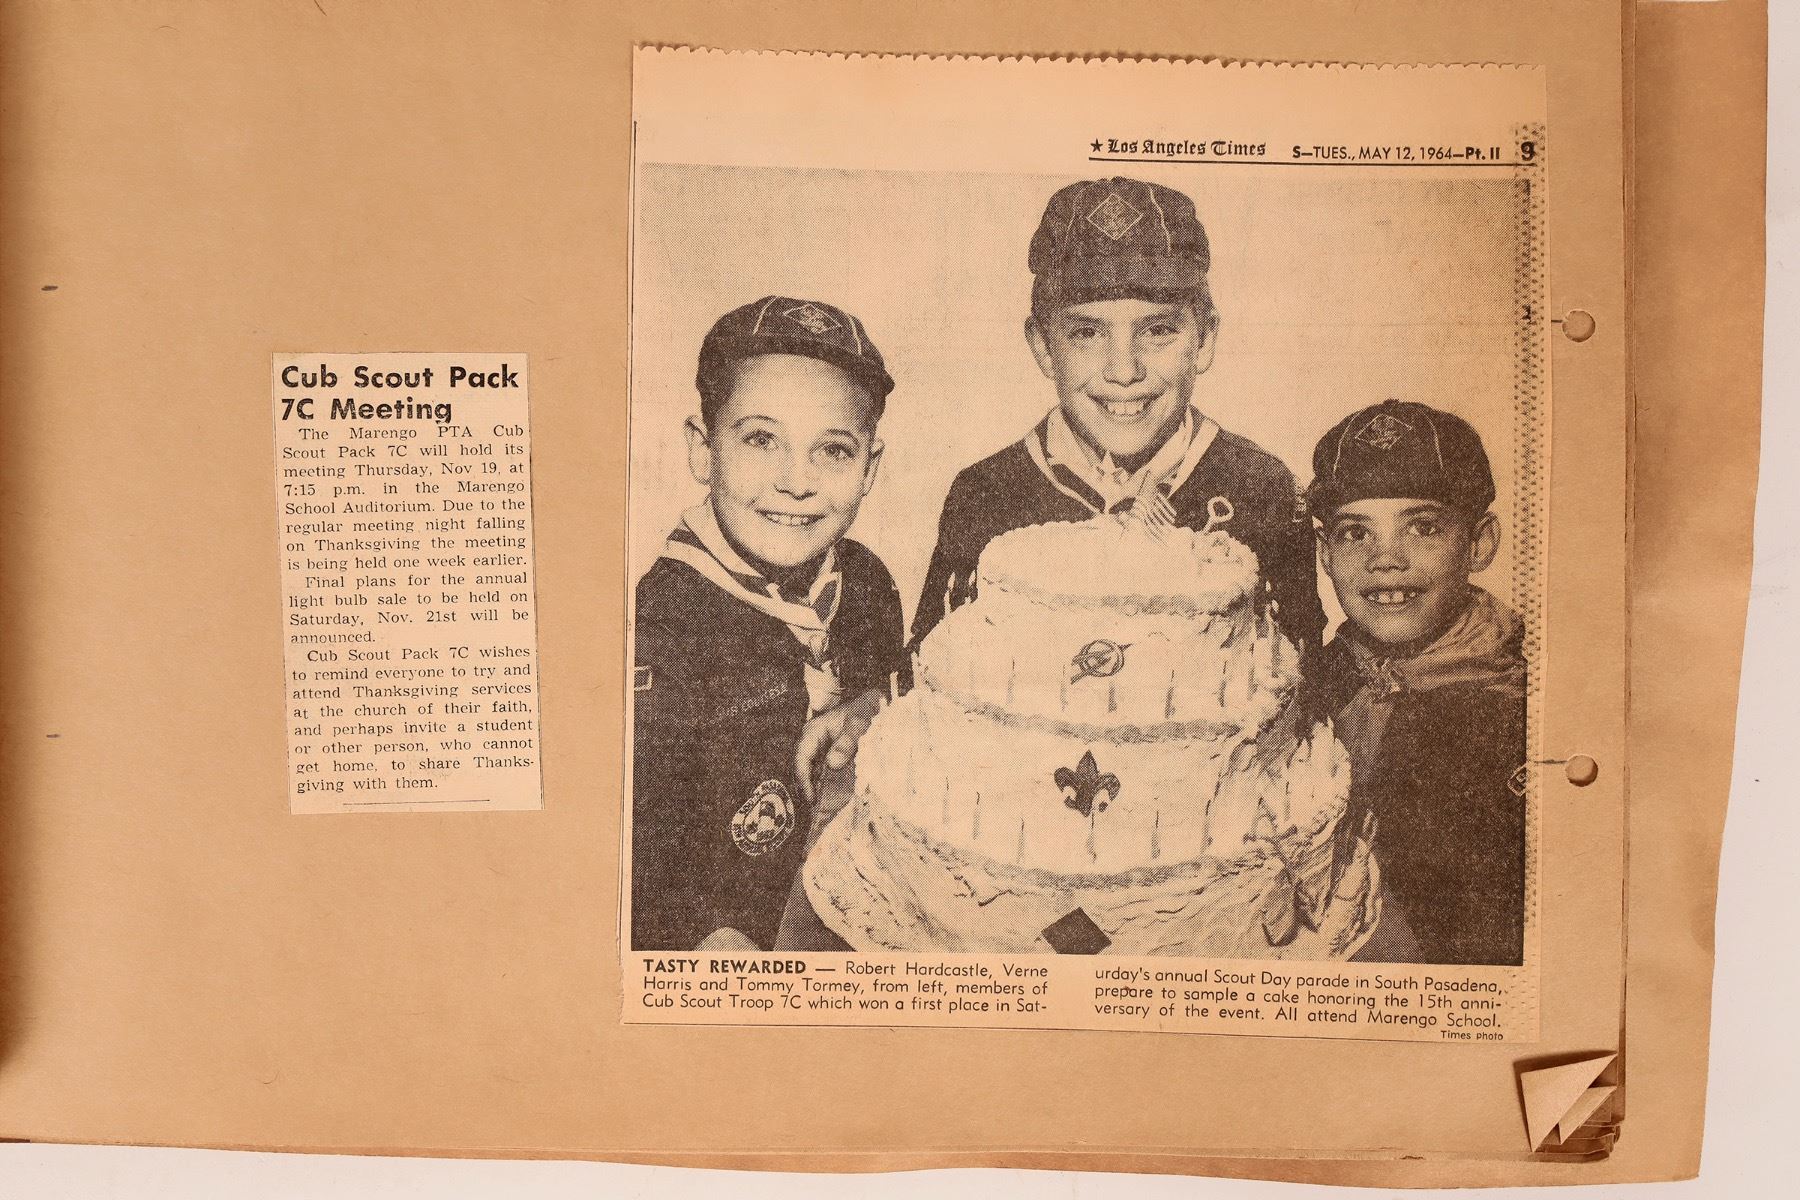 Cub Scout Pack
7C Meeting
The Marengo PTA Cub
Scout Pack 7C will hold its
meeting Thursday, Nov 19, at
7:15 p.m. in the Marengo
School Auditorium. Due to the
regular meeting night falling
on Thanksgiving the meeting
is being held one week earlier.
Final plans for the annual
light bulb sale to be held on
Saturday, Nov. 21st will be
announced.
Cub Scout Pack 7C wishes
to remind everyone to try and
attend Thanksgiving services
at the church of their faith,
and perhaps invite a student
or other person, who cannot
get home, to share Thanks-
giving with them.
★ Los Angeles Times S—TUES., MAY 12, 1964—Pt. II 9
TASTY REWARDED — Robert Hardcastle, Verne
Harris and Tommy Tormey, from left, members of
Cub Scout Troop 7C which won a first place in Sat-
urday's annual Scout Day parade in South Pasadena,
prepare to sample a cake honoring the 15th anni-
versary of the event. All attend Marengo School.
Times photo